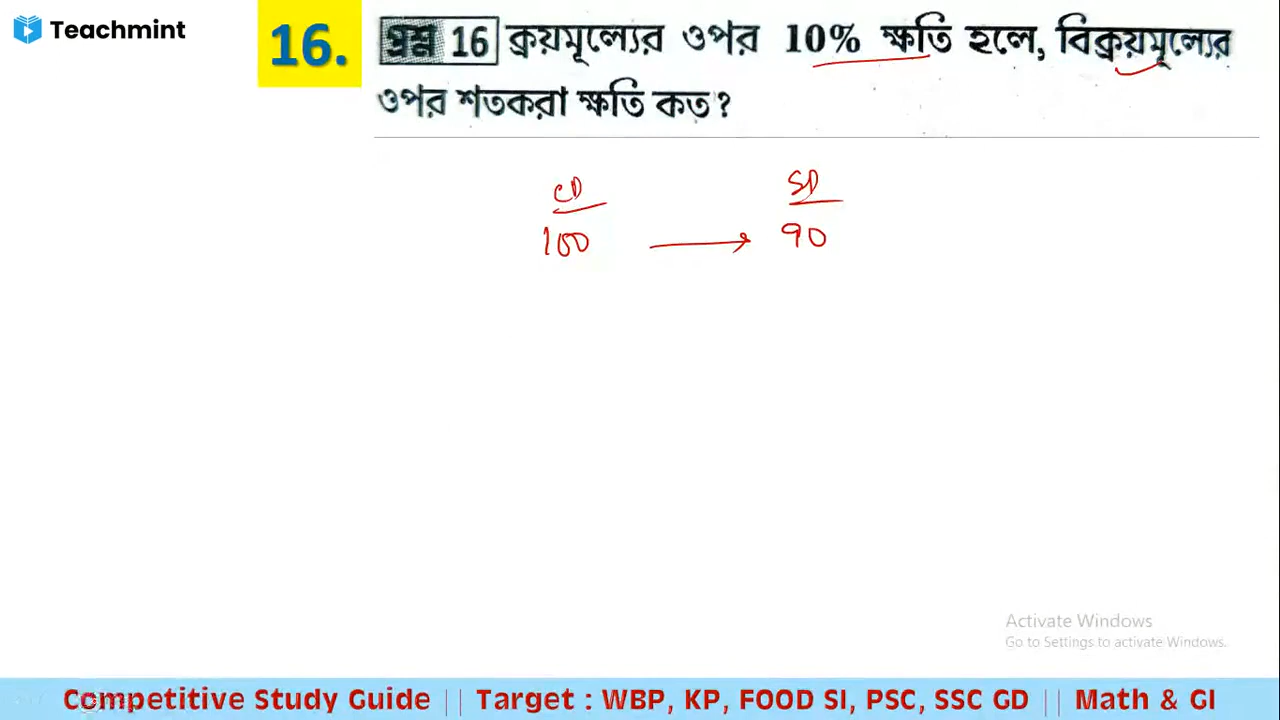 Teachmint
16.
প্রশ্ন 16 ক্রয়মূল্যের ওপর 10% ক্ষতি হলে, বিক্রয়মূল্যের
ওপর শতকরা ক্ষতি কত?
CP SP
100 90
Activate Windows
Go to Settings to activate Windows.
Competitive Study Guide || Target : WBP, KP, FOOD SI, PSC, SSC GD || Math & GI